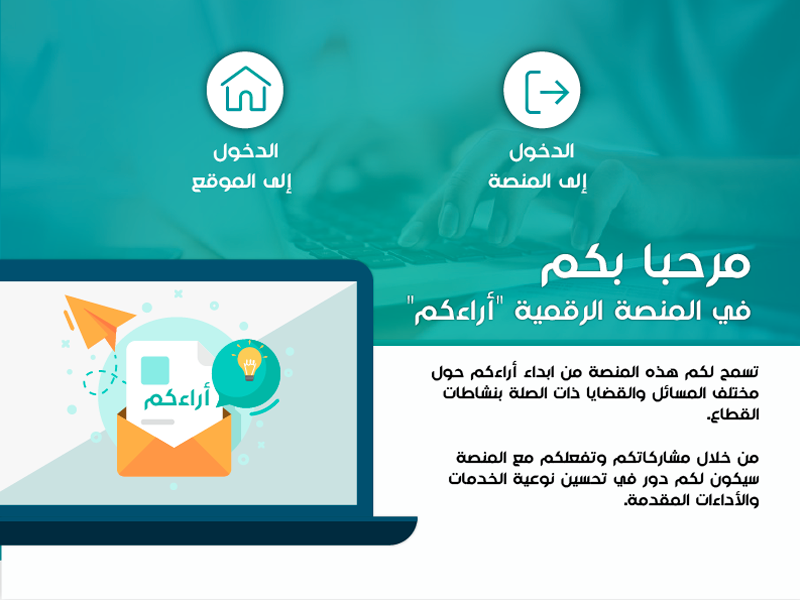 الدخول
إلى المنصة
الدخول
إلى الموقع
مرحبا بكم
في المنصة الرقمية "أراءكم"
أراءكم
تسمح لكم هذه المنصة من ابداء أراءكم حول
مختلف المسائل والقضايا ذات الصلة بنشاطات
القطاع.
من خلال مشاركاتكم وتفعلكم مع المنصة
سيكون لكم دور في تحسين نوعية الخدمات
والأداءات المقدمة.